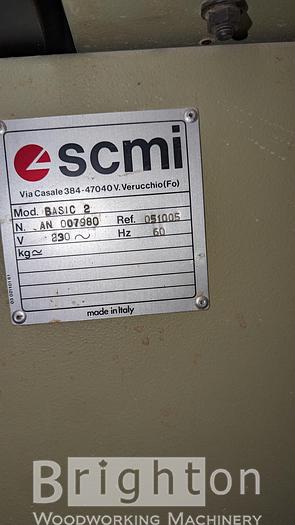 scmi
Via Casale 384-47040 V. Verucchio (Fo)
Mod. BASIC 2
N. AN 007980 Ref. 051005
V 230 ~ Hz 60
kg ≃
made in Italy
Brighton
WOODWORKING MACHINERY